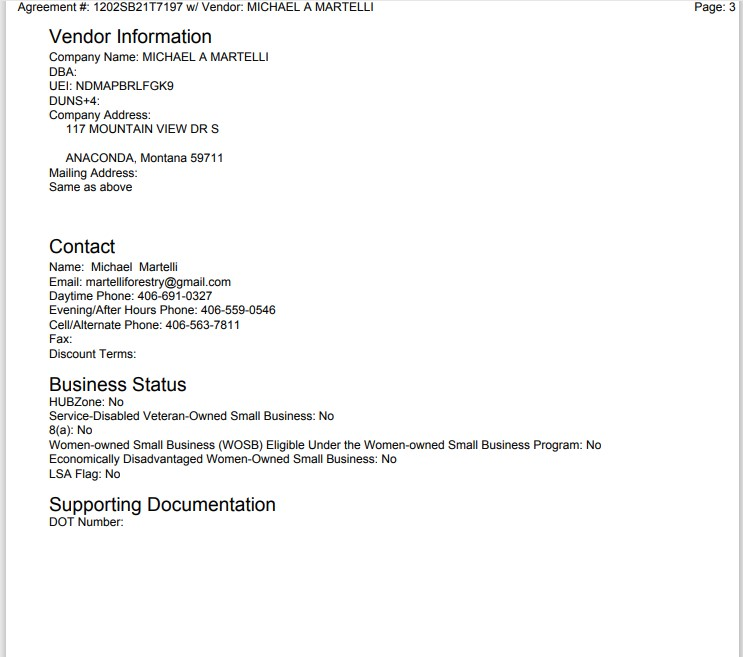 Agreement #: 1202SB21T7197 w/ Vendor: MICHAEL A MARTELLI Page: 3
Vendor Information
Company Name: MICHAEL A MARTELLI
DBA:
UEI: NDMAPBRLFGK9
DUNS+4:
Company Address:
117 MOUNTAIN VIEW DR S
ANACONDA, Montana 59711
Mailing Address:
Same as above
Contact
Name: Michael Martelli
Email: martelliforestry@gmail.com
Daytime Phone: 406-691-0327
Evening/After Hours Phone: 406-559-0546
Cell/Alternate Phone: 406-563-7811
Fax:
Discount Terms:
Business Status
HUBZone: No
Service-Disabled Veteran-Owned Small Business: No
8(a): No
Women-owned Small Business (WOSB) Eligible Under the Women-owned Small Business Program: No
Economically Disadvantaged Women-Owned Small Business: No
LSA Flag: No
Supporting Documentation
DOT Number: